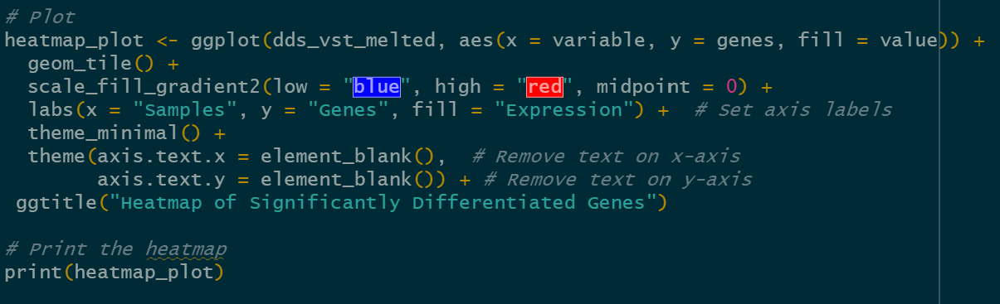 # Plot
heatmap_plot <- ggplot(dds_vst_melted, aes(x = variable, y = genes, fill = value)) +
  geom_tile() +
  scale_fill_gradient2(low = "blue", high = "red", midpoint = 0) +
  labs(x = "Samples", y = "Genes", fill = "Expression") +  # Set axis labels
  theme_minimal() +
  theme(axis.text.x = element_blank(),  # Remove text on x-axis
        axis.text.y = element_blank()) + # Remove text on y-axis
 ggtitle("Heatmap of Significantly Differentiated Genes")

# Print the heatmap
print(heatmap_plot)